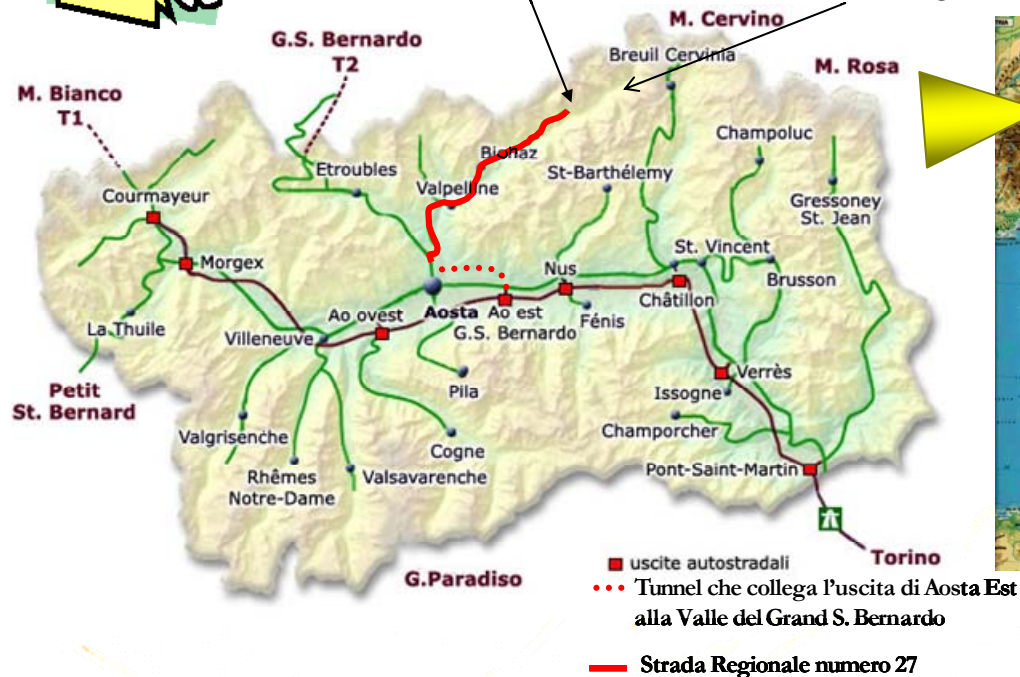 M. Cervino
G.S. Bernardo
T2
Breuil Cervinia
M. Rosa
M. Bianco
T1
Champoluc
Bionaz
Etroubles
St-Barthélemy
Valpelline
Courmayeur
Gressoney
St. Jean
St. Vincent
Morgex
Nus
Brusson
Châtillon
Ao ovest
Aosta
Ao est
G.S. Bernardo
Fénis
La Thuile
Villeneuve
Verrès
Petit
St. Bernard
Pila
Issogne
Champorcher
Valgrisenche
Cogne
Pont-Saint-Martin
Rhêmes
Notre-Dame
Valsavarenche
Torino
G.Paradiso
uscite autostradali
Tunnel che collega l'uscita di Aosta Est
alla Valle del Grand S. Bernardo
Strada Regionale numero 27